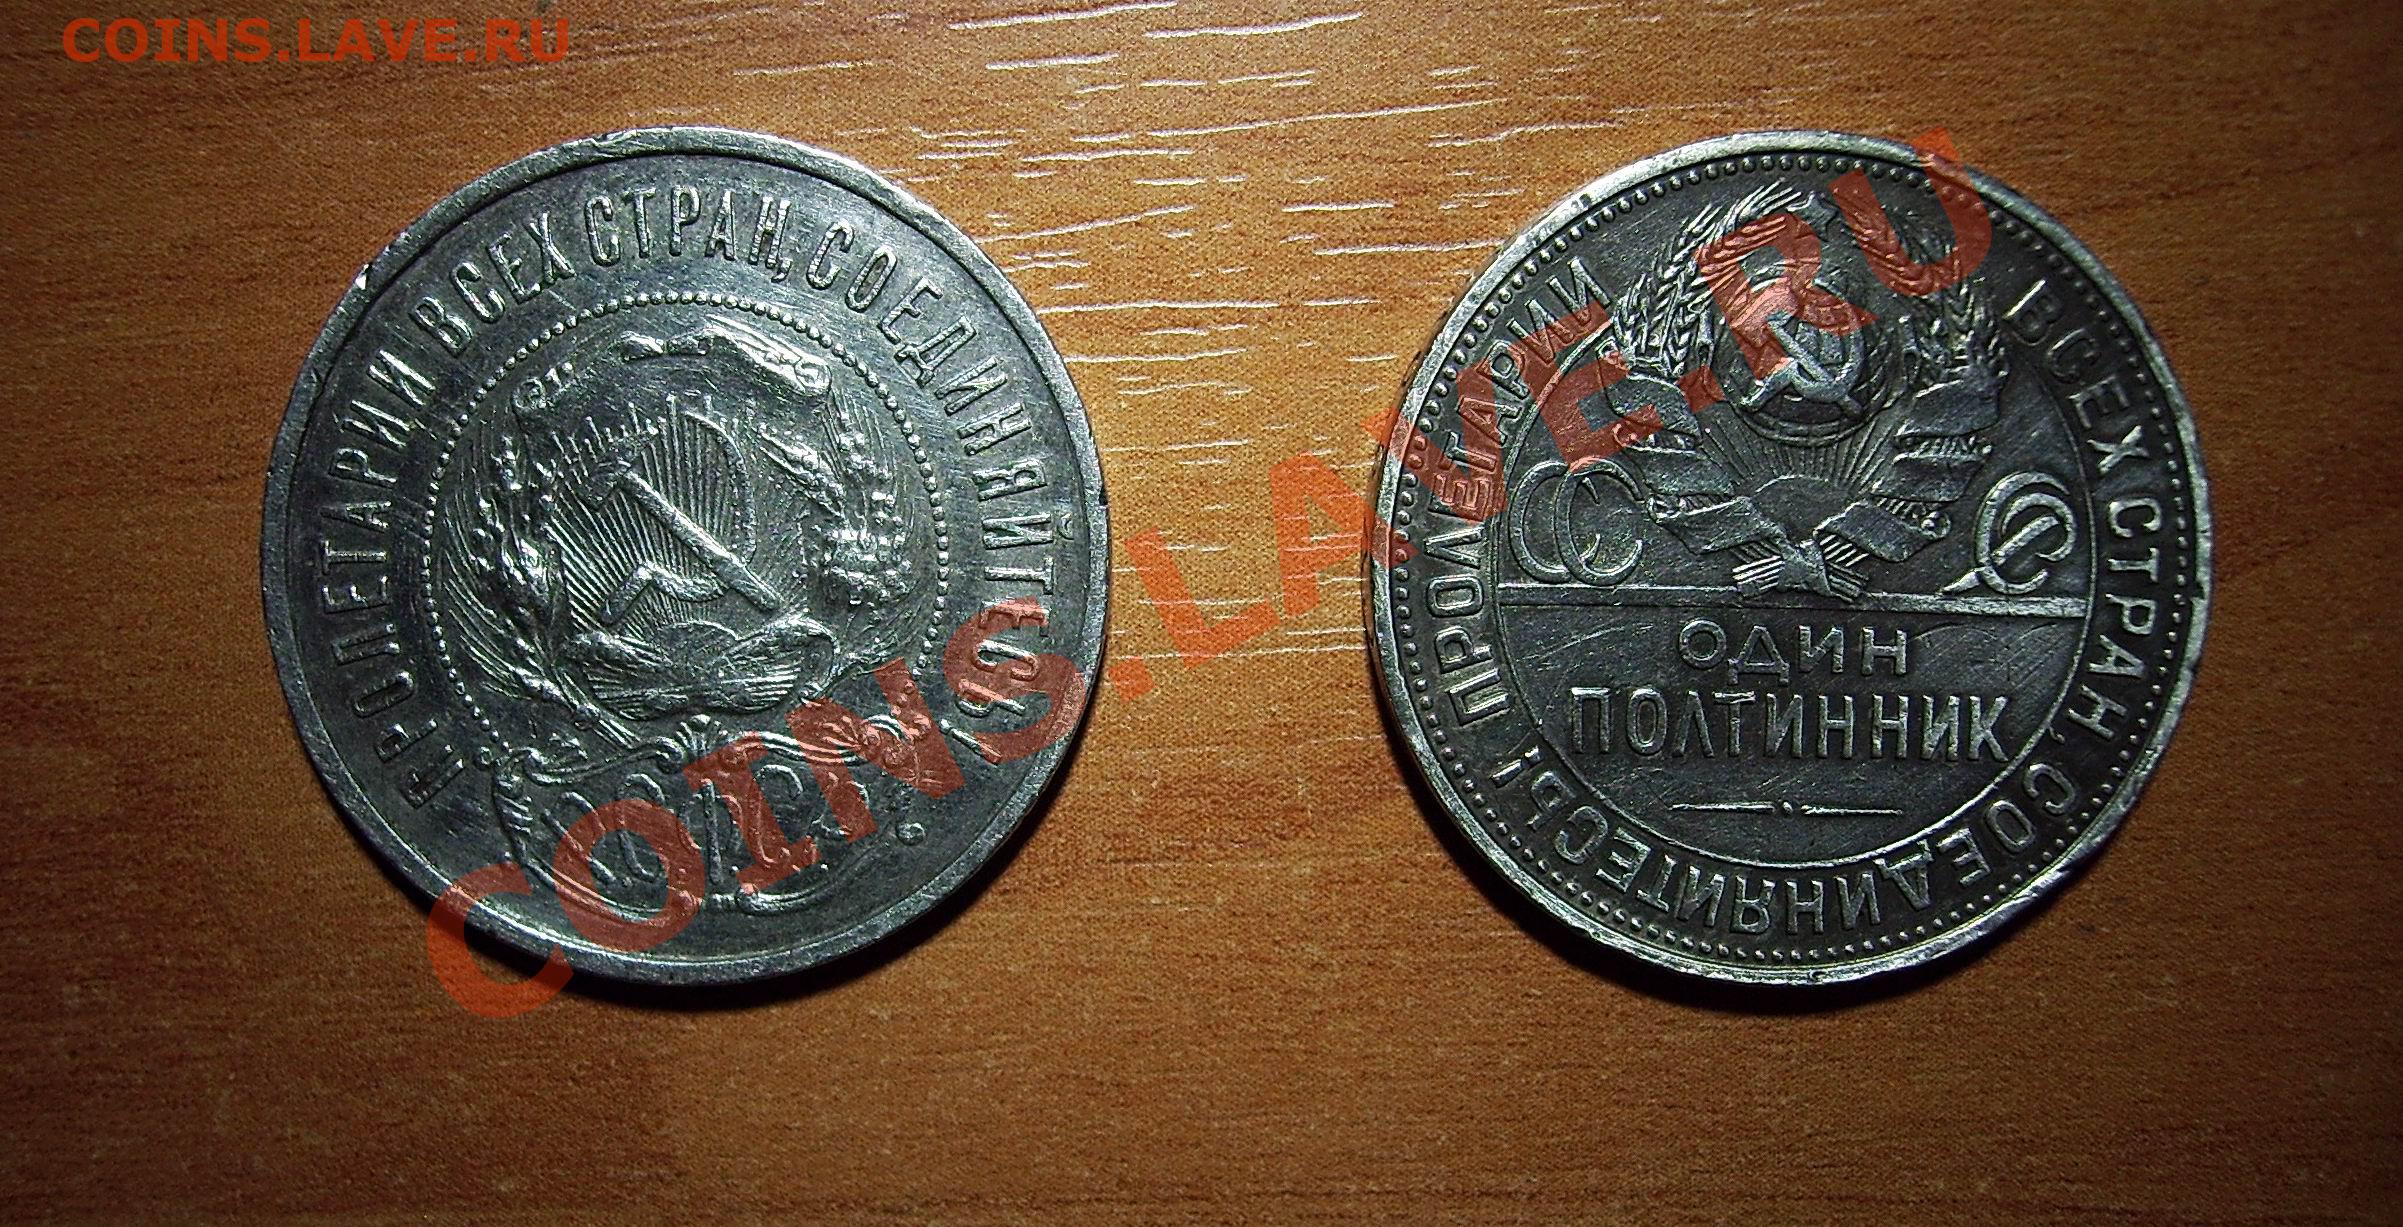 COINS.LAVE.RU
ПРОЛЕТАРИИ ВСЕХ СТРАН, СОЕДИНЯЙТЕСЬ!
Р.С.Ф.С.Р.
ПРОЛЕТАРИИ ВСЕХ СТРАН, СОЕДИНЯЙТЕСЬ!
СССР
ОДИН
ПОЛТИННИК
COINS.LAVE.RU